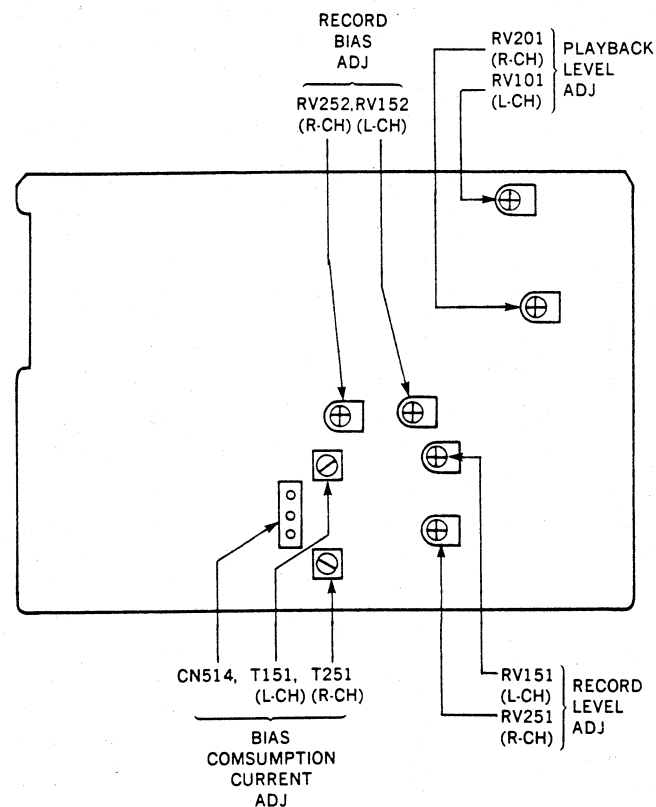 RECORD
BIAS
ADJ
RV252, RV152
(R-CH) (L-CH)
RV201
(R-CH)
RV101
(L-CH)
PLAYBACK
LEVEL
ADJ
CN514, T151, T251
(L-CH) (R-CH)
BIAS
COMSUMPTION
CURRENT
ADJ
RV151
(L-CH)
RV251
(R-CH)
RECORD
LEVEL
ADJ